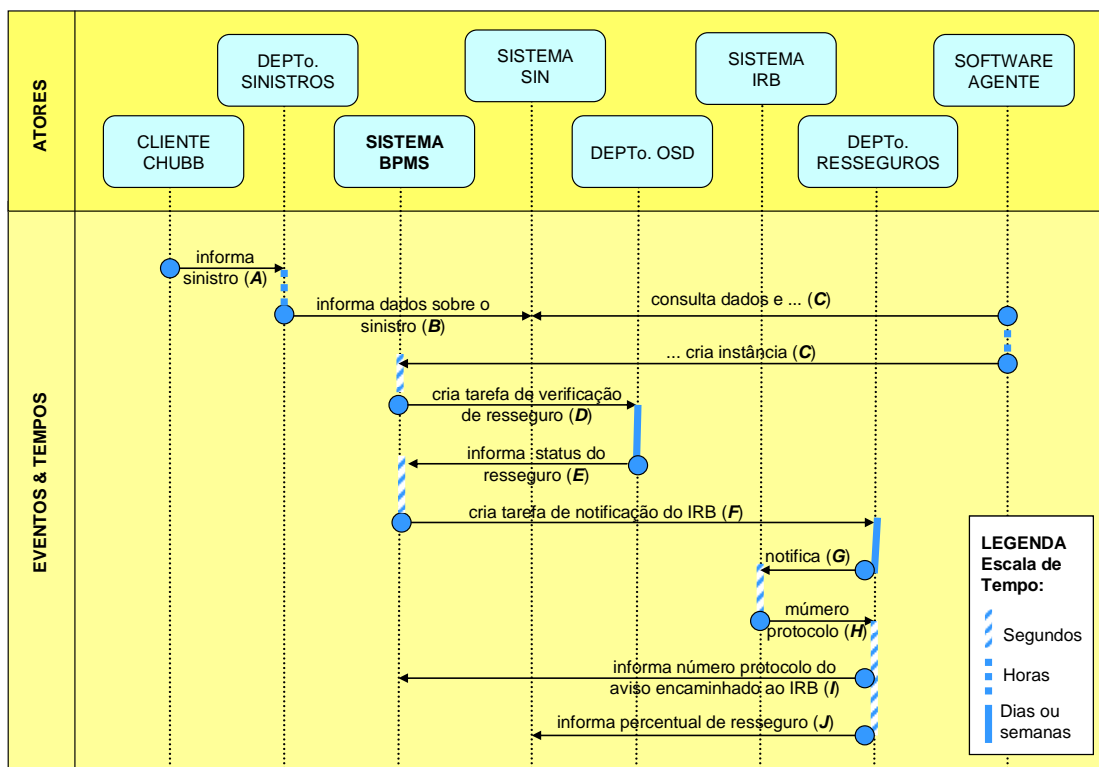 ATORES
DEPTo.
SINISTROS
SISTEMA
SIN
SISTEMA
IRB
SOFTWARE
AGENTE
CLIENTE
CHUBB
SISTEMA
BPMS
DEPTo. OSD
DEPTo.
RESSEGUROS
EVENTOS & TEMPOS
informa
sinistro (A)
informa dados sobre o
sinistro (B)
consulta dados e ... (C)
... cria instância (C)
cria tarefa de verificação
de resseguro (D)
informa status do
resseguro (E)
cria tarefa de notificação do IRB (F)
notifica (G)
múmero
protocolo (H)
informa número protocolo do
aviso encaminhado ao IRB (I)
informa percentual de resseguro (J)
LEGENDA
Escala de
Tempo:
Segundos
Horas
Dias ou
semanas